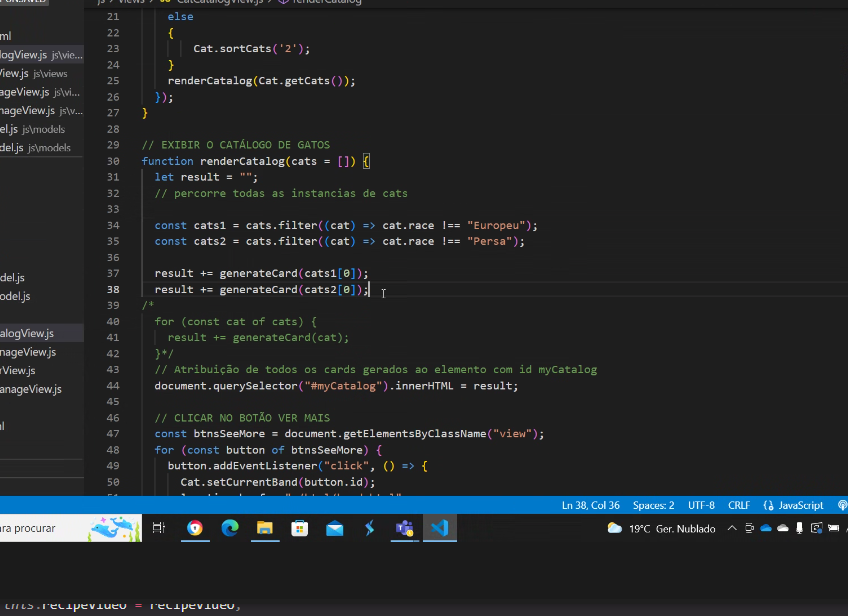 js > views > CatCatalogView.js > renderCatalog
ml
logView.js js\vie...
View.js js\views
ageView.js js\vi...
nageView.js js\v...
el.js js\models
del.js js\models
del.js
odel.js
alogView.js
nageView.js
rView.js
anageView.js
l
21 else
22 {
23 Cat.sortCats('2');
24 }
25 renderCatalog(Cat.getCats());
26 });
27 }
28
29 // EXIBIR O CATÁLOGO DE GATOS
30 function renderCatalog(cats = []) {
31 let result = "";
32 // percorre todas as instancias de cats
33
34 const cats1 = cats.filter((cat) => cat.race !== "Europeu");
35 const cats2 = cats.filter((cat) => cat.race !== "Persa");
36
37 result += generateCard(cats1[0]);
38 result += generateCard(cats2[0]);
39 /*
40 for (const cat of cats) {
41 result += generateCard(cat);
42 }*/
43 // Atribuição de todos os cards gerados ao elemento com id myCatalog
44 document.querySelector("#myCatalog").innerHTML = result;
45
46 // CLICAR NO BOTÃO VER MAIS
47 const btnsSeeMore = document.getElementsByClassName("view");
48 for (const button of btnsSeeMore) {
49 button.addEventListener("click", () => {
50 Cat.setCurrentBand(button.id);
Ln 38, Col 36 Spaces: 2 UTF-8 CRLF JavaScript
ara procurar
19°C Ger. Nublado
this.recipeVideo = recipeVideo,